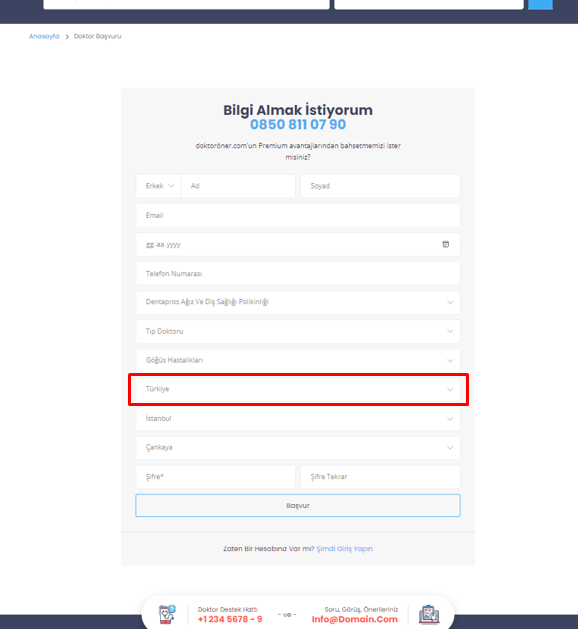 Anasayfa > Doktor Başvuru
Bilgi Almak İstiyorum
0850 811 07 90
doktoröner.com'un Premium avantajlarından bahsetmemizi ister
misiniz?
Erkek Ad Soyad
Email
gg.aa.yyyy
Telefon Numarası
Dentapros Ağız Ve Diş Sağlığı Polikinliği
Tıp Doktoru
Göğüs Hastalıkları
Türkiye
İstanbul
Çankaya
Şifre* Şifre Tekrar
Başvur
Zaten Bir Hesabınız Var mı? Şimdi Giriş Yapın
Doktor Destek Hattı
+1 234 5678 - 9
- ve -
Soru, Görüş, Önerileriniz
Info@Domain.Com